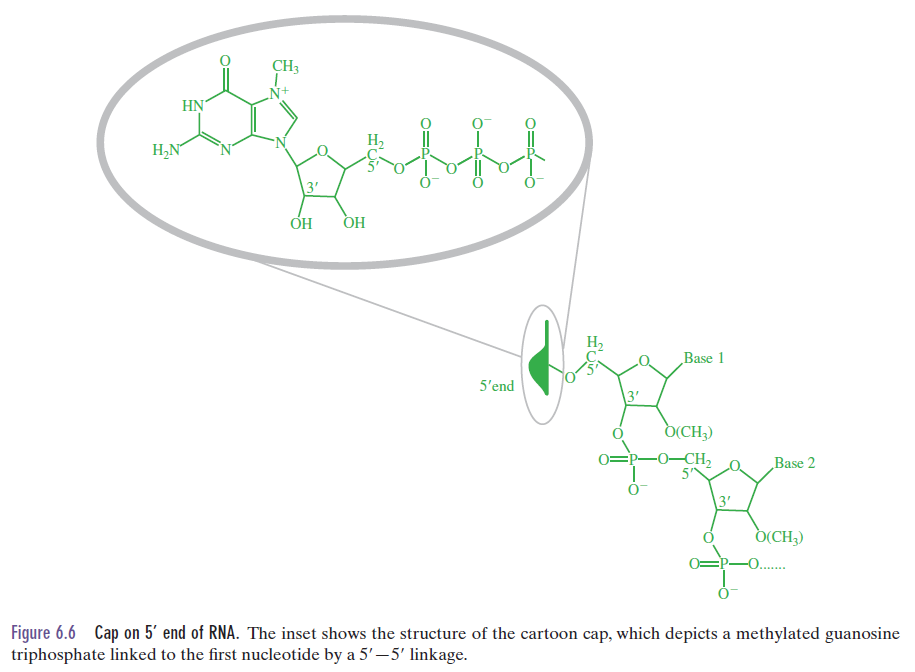 O
CH₃
N+
HN
H₂N
N
N
O
H₂
C
5′
O
O
P
O⁻
O
O⁻
P
O
O
O
P
O⁻
3′
OH
OH
5′end
O
H₂
C
5′
O
Base 1
3′
O
O(CH₃)
O=P—O—CH₂
5′
O⁻
O
Base 2
3′
O
O(CH₃)
O=P—O.......
O⁻
Figure 6.6 Cap on 5′ end of RNA. The inset shows the structure of the cartoon cap, which depicts a methylated guanosine
triphosphate linked to the first nucleotide by a 5′—5′ linkage.